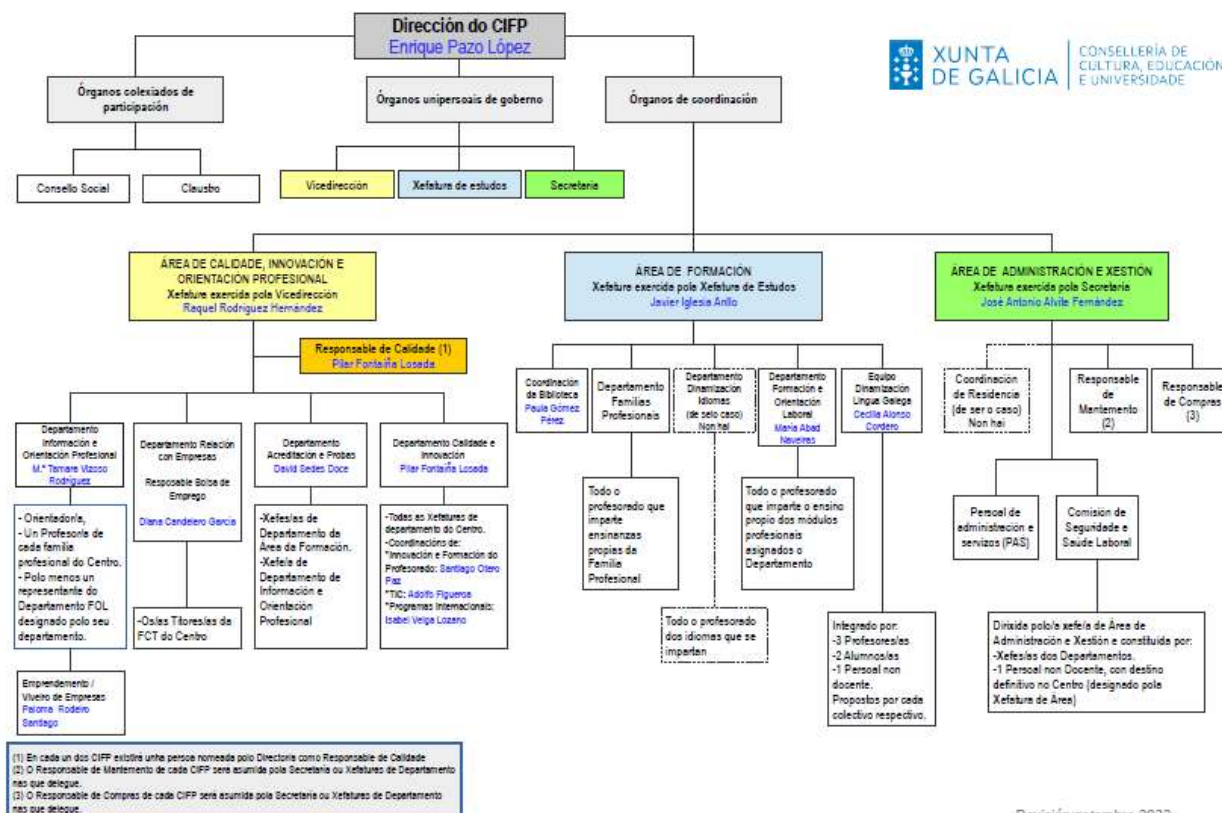 Dirección do CIFP
Enrique Pazo López
XUNTA
DE GALICIA
CONSELLERÍA DE
CULTURA, EDUCACIÓN
E UNIVERSIDADE
Órganos colexiados de
participación
Órganos unipersoais de goberno
Órganos de coordinación
Consello Social
Claustro
Vicedirección
Xefatura de estudos
Secretaria
ÁREA DE CALIDADE, INNOVACIÓN E
ORIENTACIÓN PROFESIONAL
Xefature exercida pola Vicedirección
Raquel Rodriguez Hernández
ÁREA DE FORMACIÓN
Xefature exercida pola Xefatura de Estudos
Javier Iglesia
ÁREA DE ADMINISTRACIÓN E XESTIÓN
Xefatura exercida pola Secretaria
José Antonio Alvite Fernández
Responsable de Calidade (1)
Pilar Fontaíña Losada
Coordinación
da Biblioteca
Paula Gómez
Pérez
Departamento
Familias
Profesionais
Departamento
Dinamizacion
Idiomas
(de selo caso)
Non hai
Departamento
Formación e
Orientación
Laboral
María Abad
Naveiras
Equipo
Dinamización
Lingua Galega
Cecilia Alonso
Cordero
Coordinación
de Residencia
(de ser o caso)
Non hai
Responsable
de
Mantemento
(2)
Responsable
de Compras
(3)
Departamento
Información e
Orientación Profesional
M.ª Tamara Vizoso
Rodríguez
Departamento Relación
con Empresas
Resposable Bolsa de
Emprego
Diana Candelero García
Departamento
Acreditación e Probas
David Sedes Doce
Departamento Calidade e
Innovación
Pilar Fontaíña Losada
- Orientador/a,
- Un Profesor/a de
cada familia
profesional do Centro.
- Polo menos un
representante do
Departamento FOL
designado polo seu
departamento.
-Os/as Titores/as da
FCT do Centro
-Xefes/as de
Departamento da
Área da Formación.
-Xefe/a de
Departamento de
Información e
Orientación
Profesional
-Todas as Xefaturas de
departamento do Centro.
-Coordinacións de:
*Innovación e Formación do
Profesorado: Santiago Otero
Paz
*TIC: Adolfo Figueroa
*Programas Internacionais:
Isabel Veiga Lozano
Todo o
profesorado que
imparte
ensinanzas
propias da
Familia
Profesional
Todo o profesorado
que imparte o ensino
propio dos módulos
profesionais
asignados o
Departamento
Persoal de
administración e
servizos (PAS)
Comisión de
Seguridade e
Saúde Laboral
Todo o profesorado
dos idiomas que se
impartan
Integrado por:
-3 Profesores/as
-2 Alumnos/as
-1 Persoal non
docente.
Propostos por cada
colectivo respectivo.
Dirixida polo/a xefe/a de Área de
Administración e Xestión e constituída por:
-Xefes/as dos Departamentos.
-1 Persoal non Docente, con destino
definitivo no Centro (designado pola
Xefatura de Área)
Emprendemento /
Viveiro de Empresas
Paloma Rodeiro
Santiago
(1) En cada un dos CIFP existirá unha persoa nomeada polo Director/a como Responsable de Calidade
(2) O Responsable de Mantemento de cada CIFP será asumida pola Secretaria ou Xefaturas de Departamento
nas que delegue.
(3) O Responsable de Compras de cada CIFP será asumida pola Secretaria ou Xefaturas de Departamento
nas que delegue.